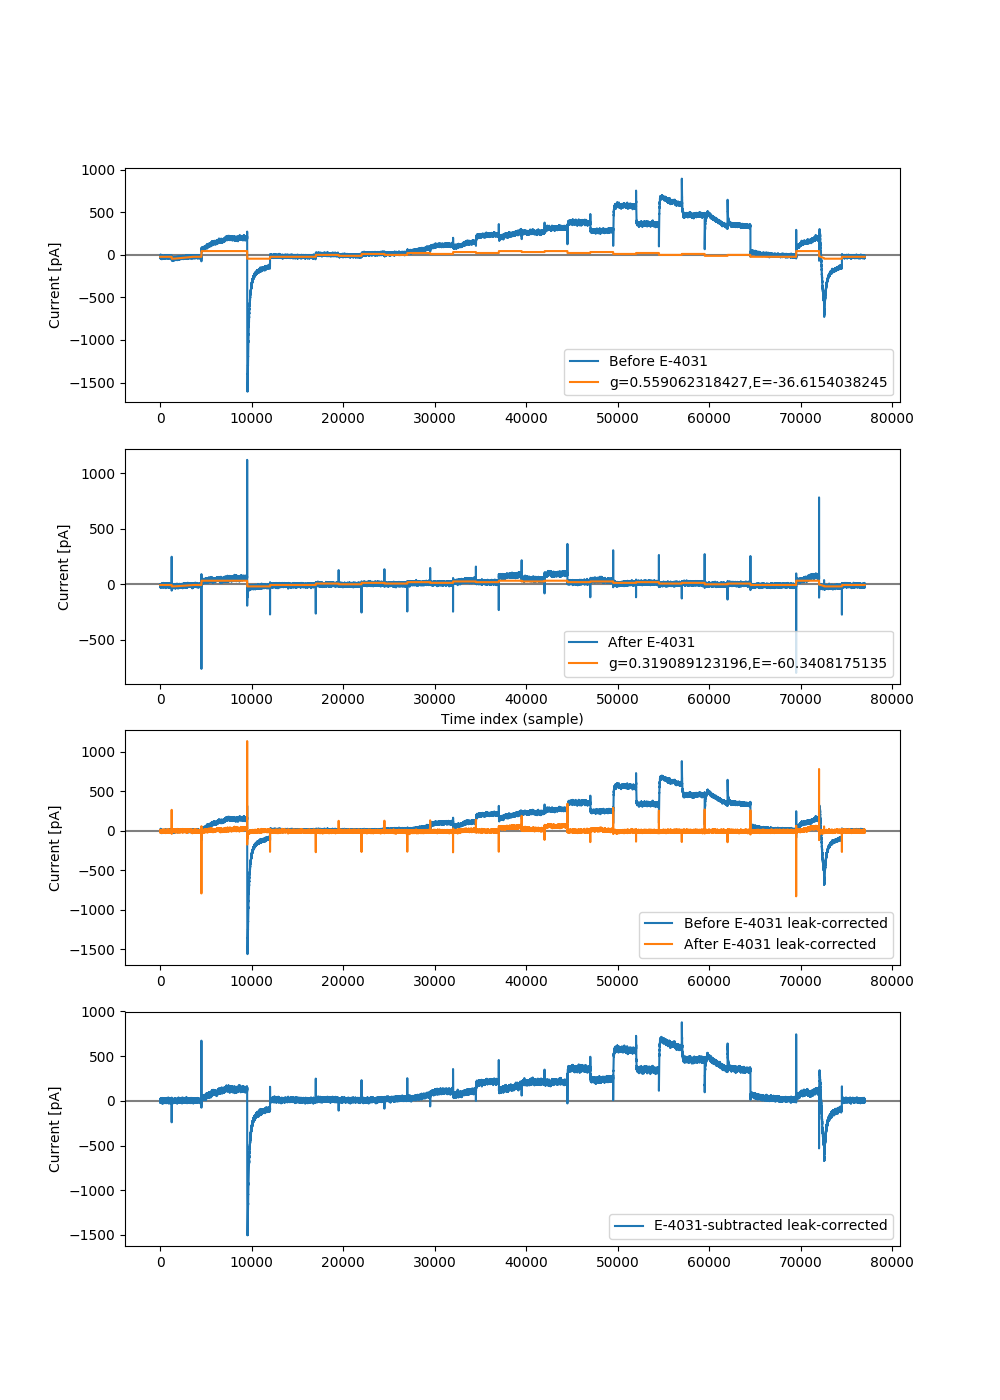 1000
500
0
−500
−1000
−1500
Current [pA]
Before E-4031
g=0.559062318427,E=-36.6154038245
0 10000 20000 30000 40000 50000 60000 70000 80000
1000
500
0
−500
Current [pA]
After E-4031
g=0.319089123196,E=-60.3408175135
0 10000 20000 30000 40000 50000 60000 70000 80000
Time index (sample)
1000
500
0
−500
−1000
−1500
Current [pA]
Before E-4031 leak-corrected
After E-4031 leak-corrected
0 10000 20000 30000 40000 50000 60000 70000 80000
1000
500
0
−500
−1000
−1500
Current [pA]
E-4031-subtracted leak-corrected
0 10000 20000 30000 40000 50000 60000 70000 80000